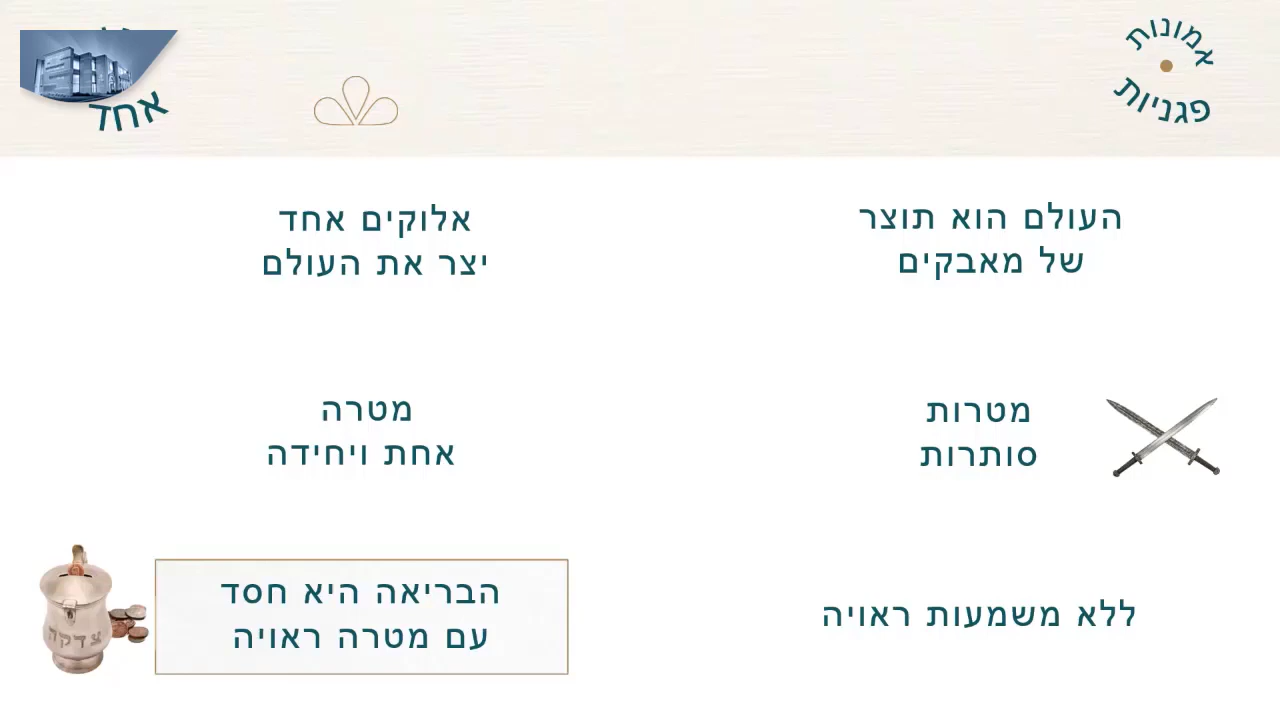 אמונות
פגניות
אחד
העולם הוא תוצר
של מאבקים
אלוקים אחד
יצר את העולם
מטרות
סותרות
מטרה
אחת ויחידה
ללא משמעות ראויה
הבריאה היא חסד
עם מטרה ראויה
צדקה